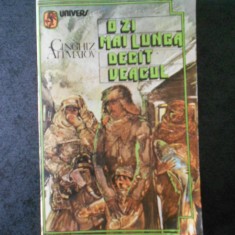 UNIVERS
CINGHIZ
AITMATOV
O ZI
MAI LUNGĂ
DECÎT
VEACUL